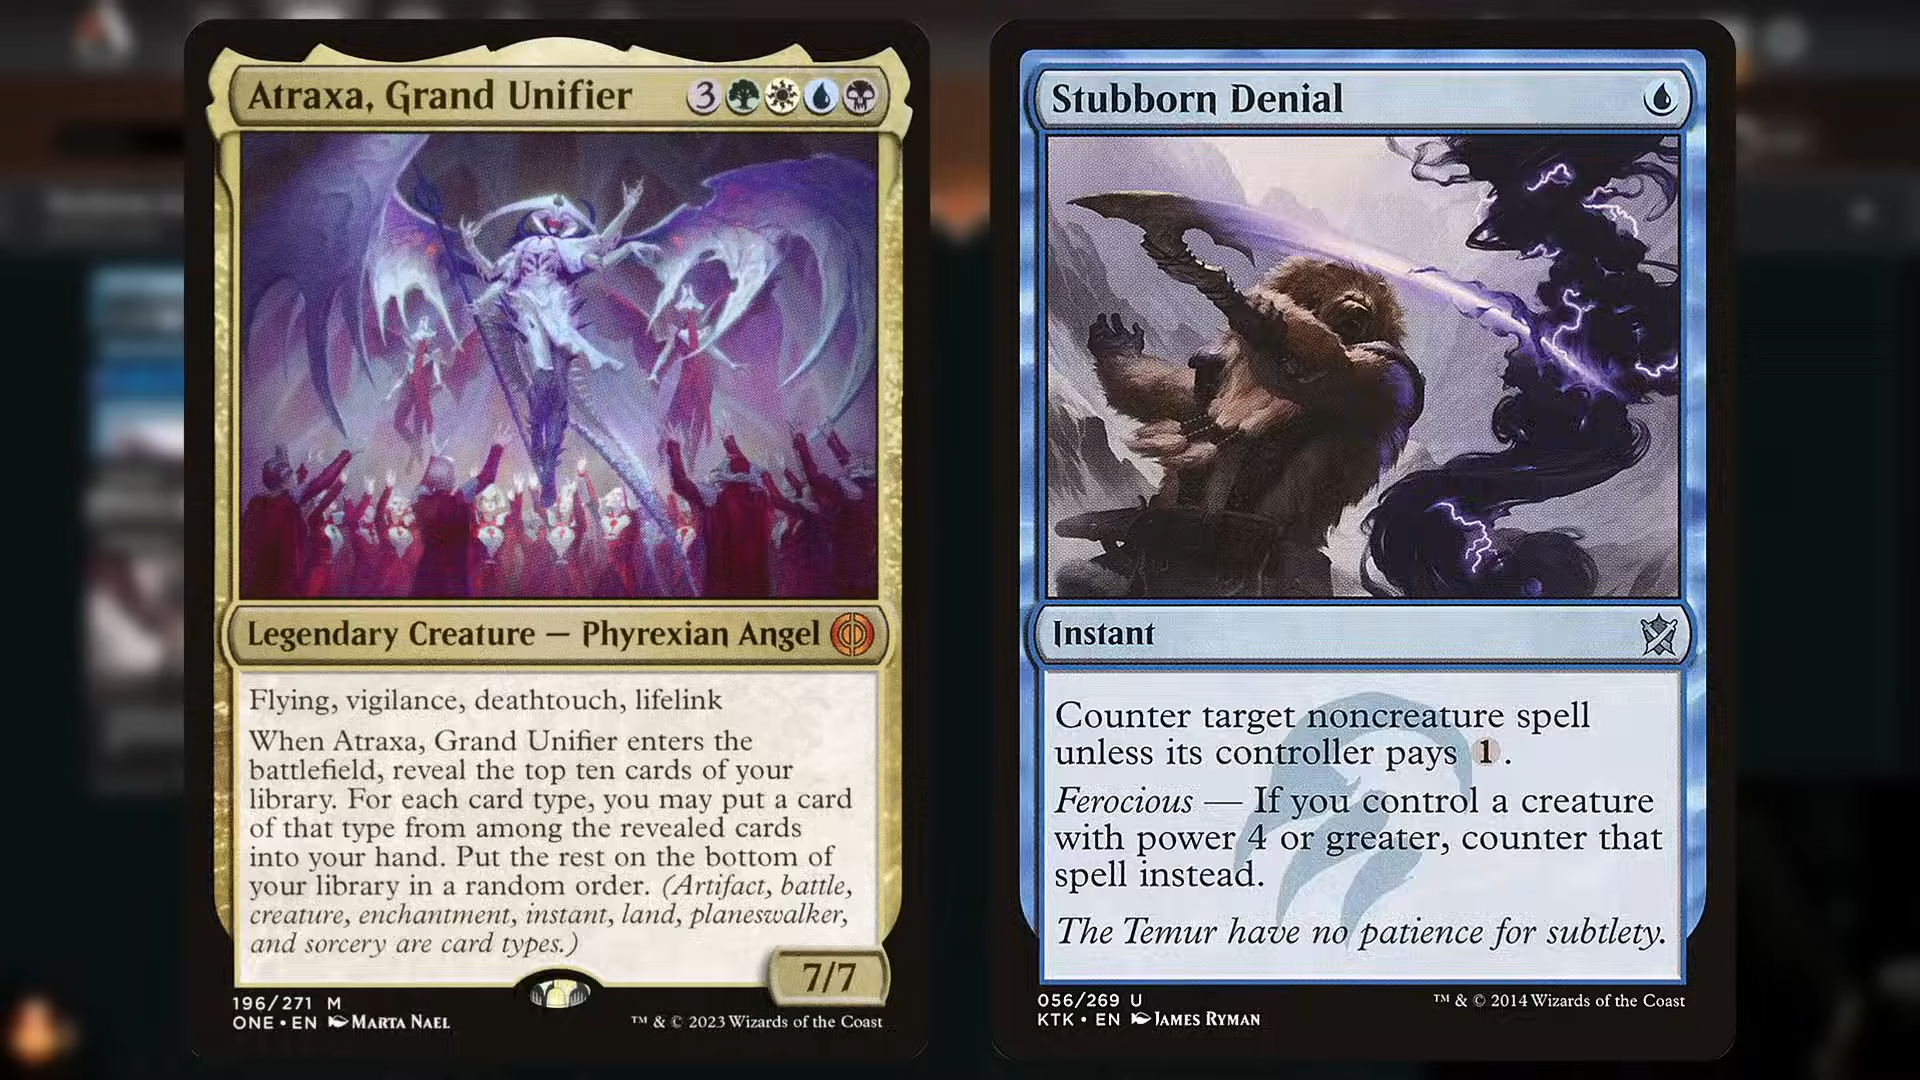 Atraxa, Grand Unifier 3
Legendary Creature — Phyrexian Angel
Flying, vigilance, deathtouch, lifelink
When Atraxa, Grand Unifier enters the
battlefield, reveal the top ten cards of your
library. For each card type, you may put a card
of that type from among the revealed cards
into your hand. Put the rest on the bottom of
your library in a random order. (Artifact, battle,
creature, enchantment, instant, land, planeswalker,
and sorcery are card types.)
7/7
196/271 M
ONE • EN MARTA NAEL
™ & © 2023 Wizards of the Coast
Stubborn Denial
Instant
Counter target noncreature spell
unless its controller pays 1.
Ferocious — If you control a creature
with power 4 or greater, counter that
spell instead.
The Temur have no patience for subtlety.
056/269 U
KTK • EN JAMES RYMAN
™ & © 2014 Wizards of the Coast